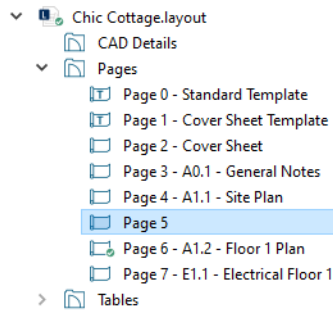 Chic Cottage.layout
CAD Details
Pages
Page 0 - Standard Template
Page 1 - Cover Sheet Template
Page 2 - Cover Sheet
Page 3 - A0.1 - General Notes
Page 4 - A1.1 - Site Plan
Page 5
Page 6 - A1.2 - Floor 1 Plan
Page 7 - E1.1 - Electrical Floor 1
Tables